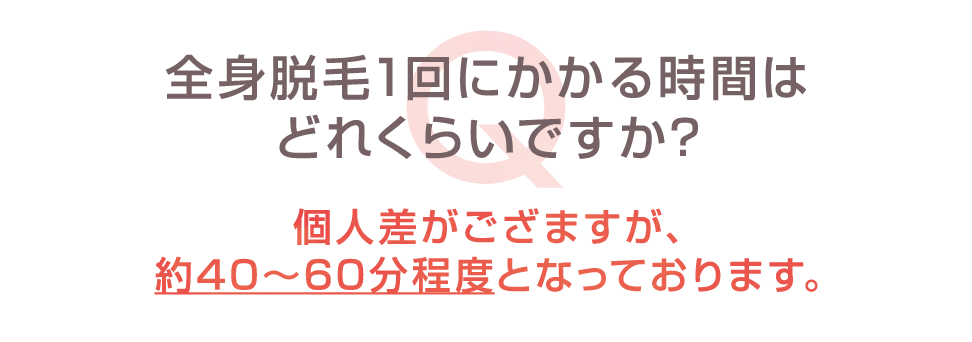 Q
全身脱毛1回にかかる時間は
どれくらいですか?
個人差がござますが、
約40～60分程度となっております。